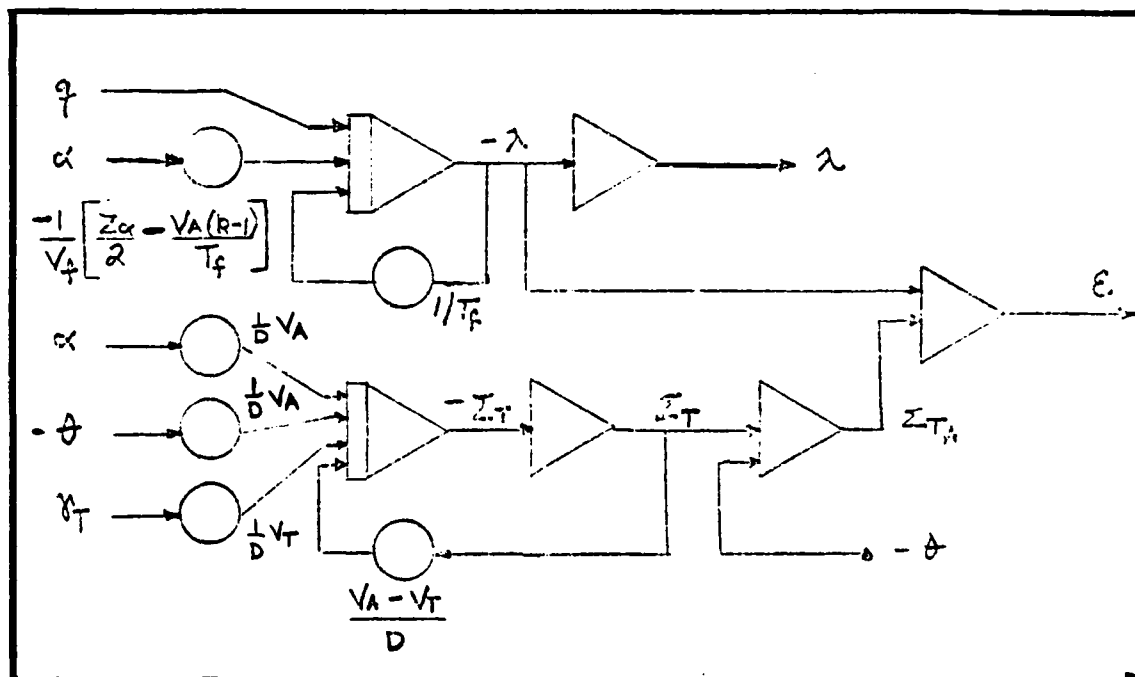 q
α
-λ
λ
-1/V_f [Zα/2 - V_A(R-1)/T_f]
1/T_f
ε
α
1/D V_A
1/D V_A
-θ
-Σ_T
Σ_T
Σ_TA
γ_T
1/D V_T
-θ
V_A - V_T / D